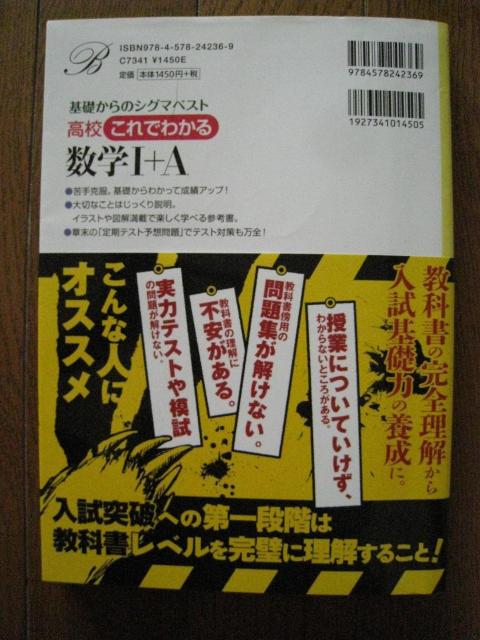 B
ISBN978-4-578-24236-9
C7341 ¥1450E
定価 本体1450円+税
9784578242369
1927341014505
基礎からのシグマベスト
高校 これでわかる
数学I+A
●苦手克服。基礎からわかって成績アップ！
●大切なことはじっくり説明。
イラストや図解満載で楽しく学べる参考書。
●章末の「定期テスト予想問題」でテスト対策も万全！
教科書の完全理解から
入試基礎力の養成に。
授業についていけず、
わからないところがある。
教科書傍用の
問題集が解けない。
教科書の理解に
不安がある。
実力テストや模試
の問題が解けない。
こんな人に
オススメ
入試突破への第一段階は
教科書レベルを完璧に理解すること！